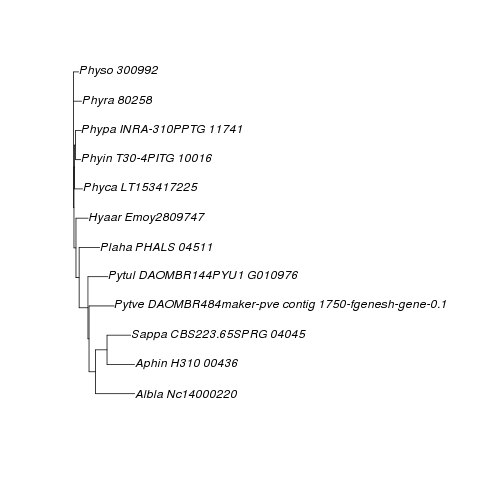 Physo 300992
Phyra 80258
Phypa INRA-310PPTG 11741
Phyin T30-4PITG 10016
Phyca LT153417225
Hyaar Emoy2809747
Plaha PHALS 04511
Pytul DAOMBR144PYU1 G010976
Pytve DAOMBR484maker-pve contig 1750-fgenesh-gene-0.1
Sappa CBS223.65SPRG 04045
Aphin H310 00436
Albla Nc14000220